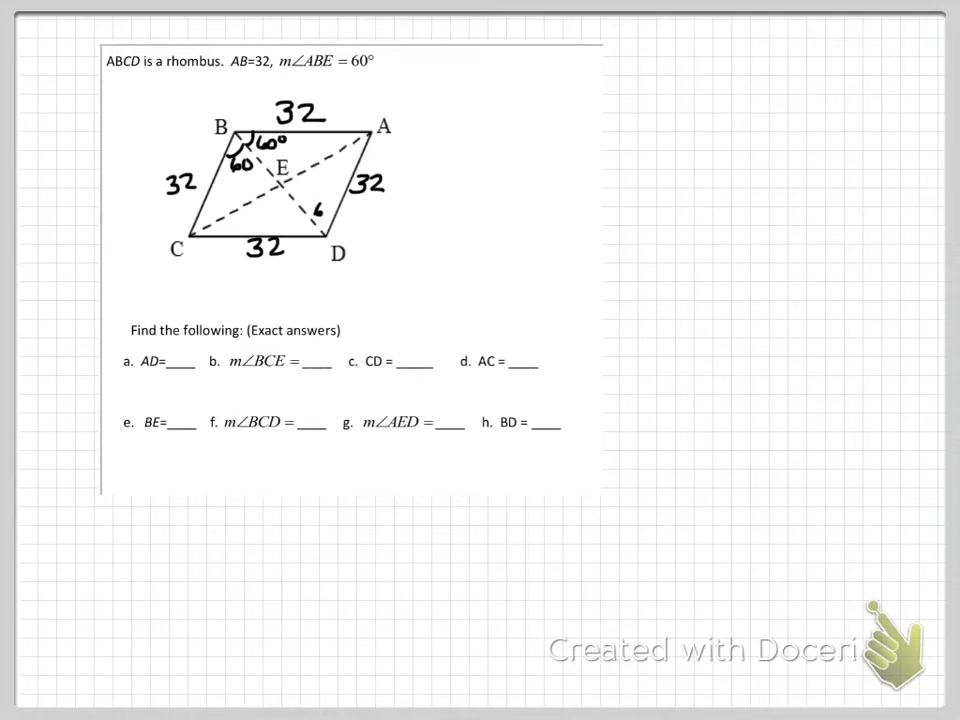 ABCD is a rhombus. AB=32, m∠ABE = 60°
32
B
A
60°
60
E
32
32
6
C
32
D
Find the following: (Exact answers)
a. AD=____ b. m∠BCE = ____ c. CD = _____ d. AC = ____
e. BE=____ f. m∠BCD = ____ g. m∠AED = ____ h. BD = ____
Created with Doceri